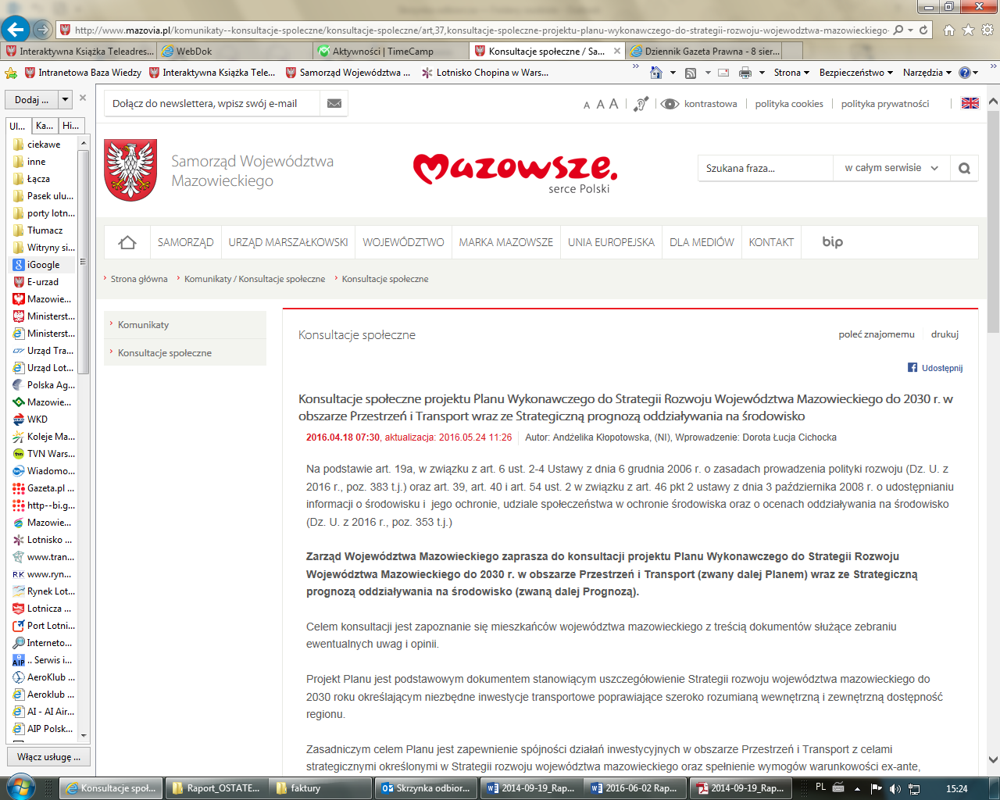 http://www.mazovia.pl/komunikaty--konsultacje-spoleczne/konsultacje-spoleczne/art,37,konsultacje-spoleczne-projektu-planu-wykonawczego-do-strategii-rozwoju-wojewodztwa-mazowieckiego-
Interaktywna Książka Teleadres...
WebDok
Aktywności | TimeCamp
Konsultacje społeczne / Sa...
Dziennik Gazeta Prawna - 8 sier...
Intranetowa Baza Wiedzy
Interaktywna Książka Tele...
Samorząd Województwa ...
Lotnisko Chopina w Wars...
Strona
Bezpieczeństwo
Narzędzia
Dodaj ...
Ul...
Ka...
Hi...
ciekawe
inne
Łącza
Pasek ulu...
porty lotn...
Tłumacz
Witryny si...
iGoogle
E-urzad
Mazowie...
Ministerst...
Ministerst...
Urząd Tra...
Urząd Lot...
Polska Ag...
Mazowie...
WKD
Koleje Ma...
TVN Wars...
Wiadomo...
Gazeta.pl ...
http--bi.g...
Mazowie...
Lotnisko ...
www.tran...
www.ryn...
Rynek Lot...
Lotnicza ...
Port Lotni...
Interneto...
.. Serwis i...
AeroKlub ...
Aeroklub ...
AI - AI Air...
AIP Polsk...
Włącz usługę ...
Dołącz do newslettera, wpisz swój e-mail
A A A
kontrastowa
polityka cookies
polityka prywatności
Samorząd Województwa
Mazowieckiego
mazowsze.
serce Polski
Szukana fraza...
w całym serwisie
SAMORZĄD
URZĄD MARSZAŁKOWSKI
WOJEWÓDZTWO
MARKA MAZOWSZE
UNIA EUROPEJSKA
DLA MEDIÓW
KONTAKT
bip
Strona główna
Komunikaty / Konsultacje społeczne
Konsultacje społeczne
Komunikaty
Konsultacje społeczne
Konsultacje społeczne
poleć znajomemu
drukuj
Udostępnij
Konsultacje społeczne projektu Planu Wykonawczego do Strategii Rozwoju Województwa Mazowieckiego do 2030 r. w
obszarze Przestrzeń i Transport wraz ze Strategiczną prognozą oddziaływania na środowisko
2016.04.18 07:30, aktualizacja: 2016.05.24 11:26
Autor: Andżelika Kłopotowska, (NI), Wprowadzenie: Dorota Łucja Cichocka
Na podstawie art. 19a, w związku z art. 6 ust. 2-4 Ustawy z dnia 6 grudnia 2006 r. o zasadach prowadzenia polityki rozwoju (Dz. U. z
2016 r., poz. 383 t.j.) oraz art. 39, art. 40 i art. 54 ust. 2 w związku z art. 46 pkt 2 ustawy z dnia 3 października 2008 r. o udostępnianiu
informacji o środowisku i jego ochronie, udziale społeczeństwa w ochronie środowiska oraz o ocenach oddziaływania na środowisko
(Dz. U. z 2016 r., poz. 353 t.j.)
Zarząd Województwa Mazowieckiego zaprasza do konsultacji projektu Planu Wykonawczego do Strategii Rozwoju
Województwa Mazowieckiego do 2030 r. w obszarze Przestrzeń i Transport (zwany dalej Planem) wraz ze Strategiczną
prognozą oddziaływania na środowisko (zwaną dalej Prognozą).
Celem konsultacji jest zapoznanie się mieszkańców województwa mazowieckiego z treścią dokumentów służące zebraniu
ewentualnych uwag i opinii.
Projekt Planu jest podstawowym dokumentem stanowiącym uszczegółowienie Strategii rozwoju województwa mazowieckiego do
2030 roku określającym niezbędne inwestycje transportowe poprawiające szeroko rozumianą wewnętrzną i zewnętrzną dostępność
regionu.
Zasadniczym celem Planu jest zapewnienie spójności działań inwestycyjnych w obszarze Przestrzeń i Transport z celami
strategicznymi określonymi w Strategii rozwoju województwa mazowieckiego oraz spełnienie wymogów warunkowości ex-ante,
Konsultacje społ...
Raport_OSTATE...
faktury
Skrzynka odbior...
2014-09-19_Rap...
2016-06-02 Rap...
2014-09-19_Rap...
PL
15:24